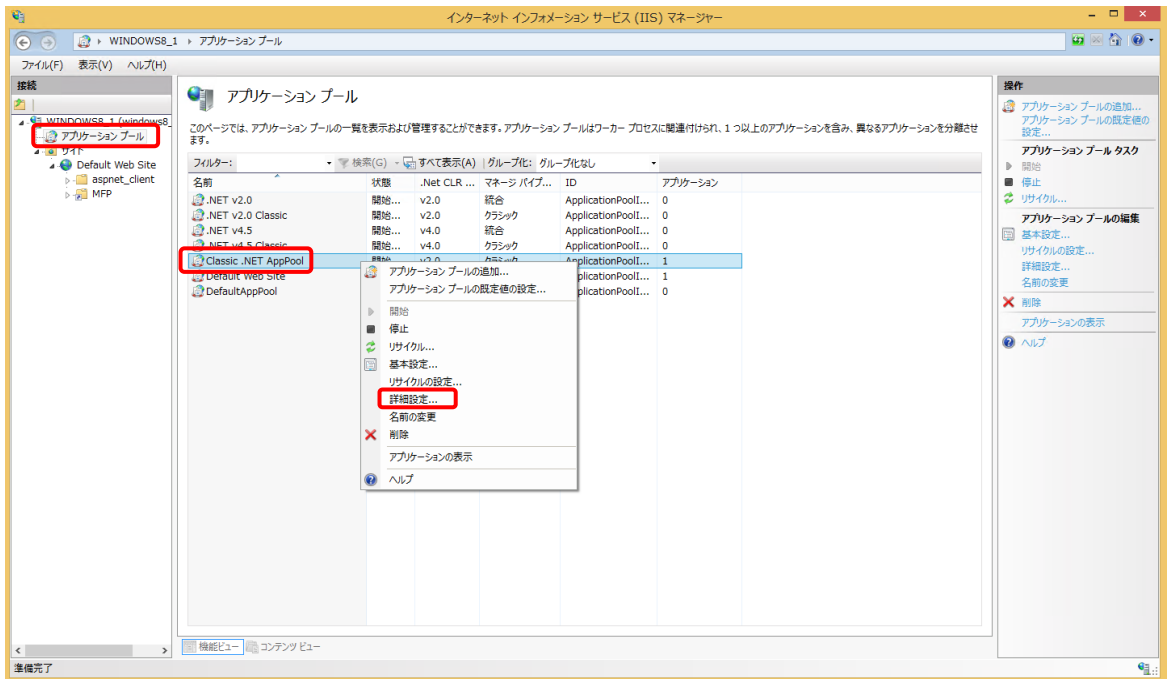 インターネット インフォメーション サービス (IIS) マネージャー
WINDOWS8_1 アプリケーション プール
ファイル(F) 表示(V) ヘルプ(H)
接続
WINDOWS8_1 (windows8_
アプリケーション プール
サイト
Default Web Site
aspnet_client
MFP
アプリケーション プール
このページでは、アプリケーション プールの一覧を表示および管理することができます。アプリケーション プールはワーカー プロセスに関連付けられ、1 つ以上のアプリケーションを含み、異なるアプリケーションを分離させ
ます。
フィルター: 検索(G) すべて表示(A) グループ化: グループ化なし
名前 状態 .Net CLR ... マネージ パイプ... ID アプリケーション
.NET v2.0 開始... v2.0 統合 ApplicationPoolI... 0
.NET v2.0 Classic 開始... v2.0 クラシック ApplicationPoolI... 0
.NET v4.5 開始... v4.0 統合 ApplicationPoolI... 0
.NET v4.5 Classic 開始... v4.0 クラシック ApplicationPoolI... 0
Classic .NET AppPool 開始... v2.0 クラシック ApplicationPoolI... 1
Default Web Site plicationPoolI... 1
DefaultAppPool plicationPoolI... 0
アプリケーション プールの追加...
アプリケーション プールの既定値の設定...
開始
停止
リサイクル...
基本設定...
リサイクルの設定...
詳細設定...
名前の変更
削除
アプリケーションの表示
ヘルプ
機能ビュー コンテンツ ビュー
操作
アプリケーション プールの追加...
アプリケーション プールの既定値の
設定...
アプリケーション プール タスク
開始
停止
リサイクル...
アプリケーション プールの編集
基本設定...
リサイクルの設定...
詳細設定...
名前の変更
削除
アプリケーションの表示
ヘルプ
準備完了